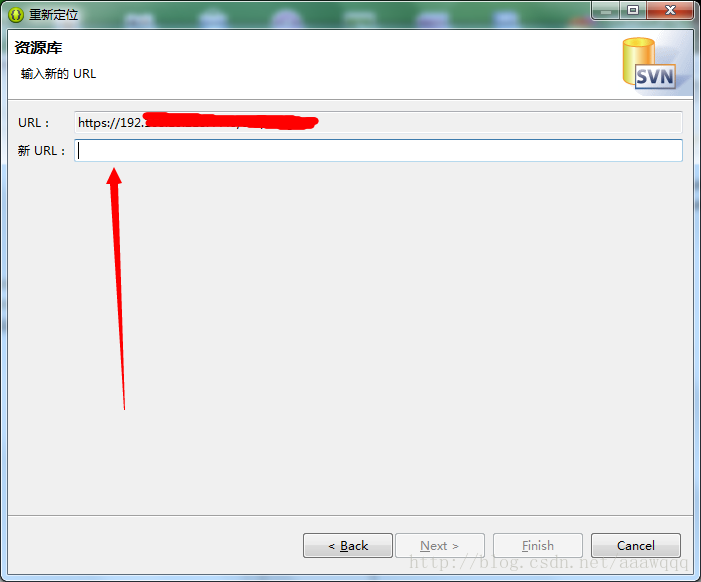 重新定位
资源库
输入新的 URL
SVN
URL：
https://192.
新 URL：
< Back
Next >
Finish
Cancel
http://blog.csdn.net/aaawqqq